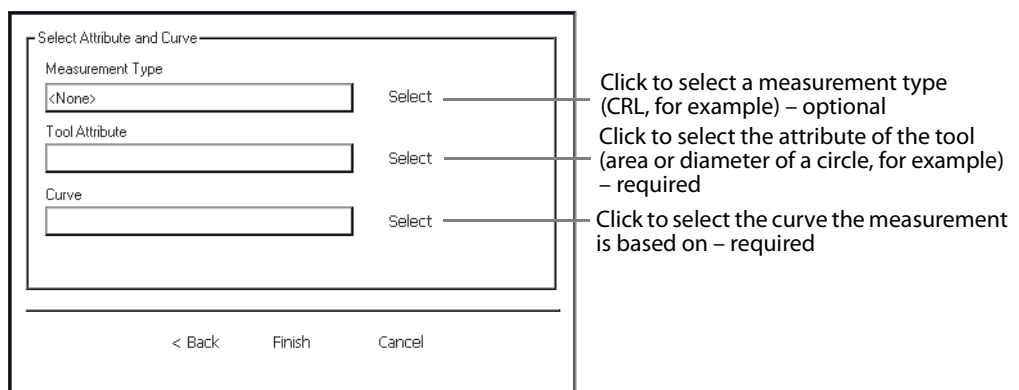 Select Attribute and Curve
Measurement Type
<None>
Select
Click to select a measurement type
(CRL, for example) – optional
Tool Attribute
Select
Click to select the attribute of the tool
(area or diameter of a circle, for example)
– required
Curve
Select
Click to select the curve the measurement
is based on – required
< Back
Finish
Cancel